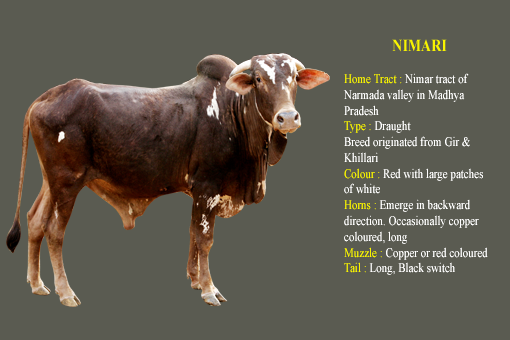 NIMARI
Home Tract : Nimar tract of
Narmada valley in Madhya
Pradesh
Type : Draught
Breed originated from Gir &
Khillari
Colour : Red with large patches
of white
Horns : Emerge in backward
direction. Occasionally copper
coloured, long
Muzzle : Copper or red coloured
Tail : Long, Black switch